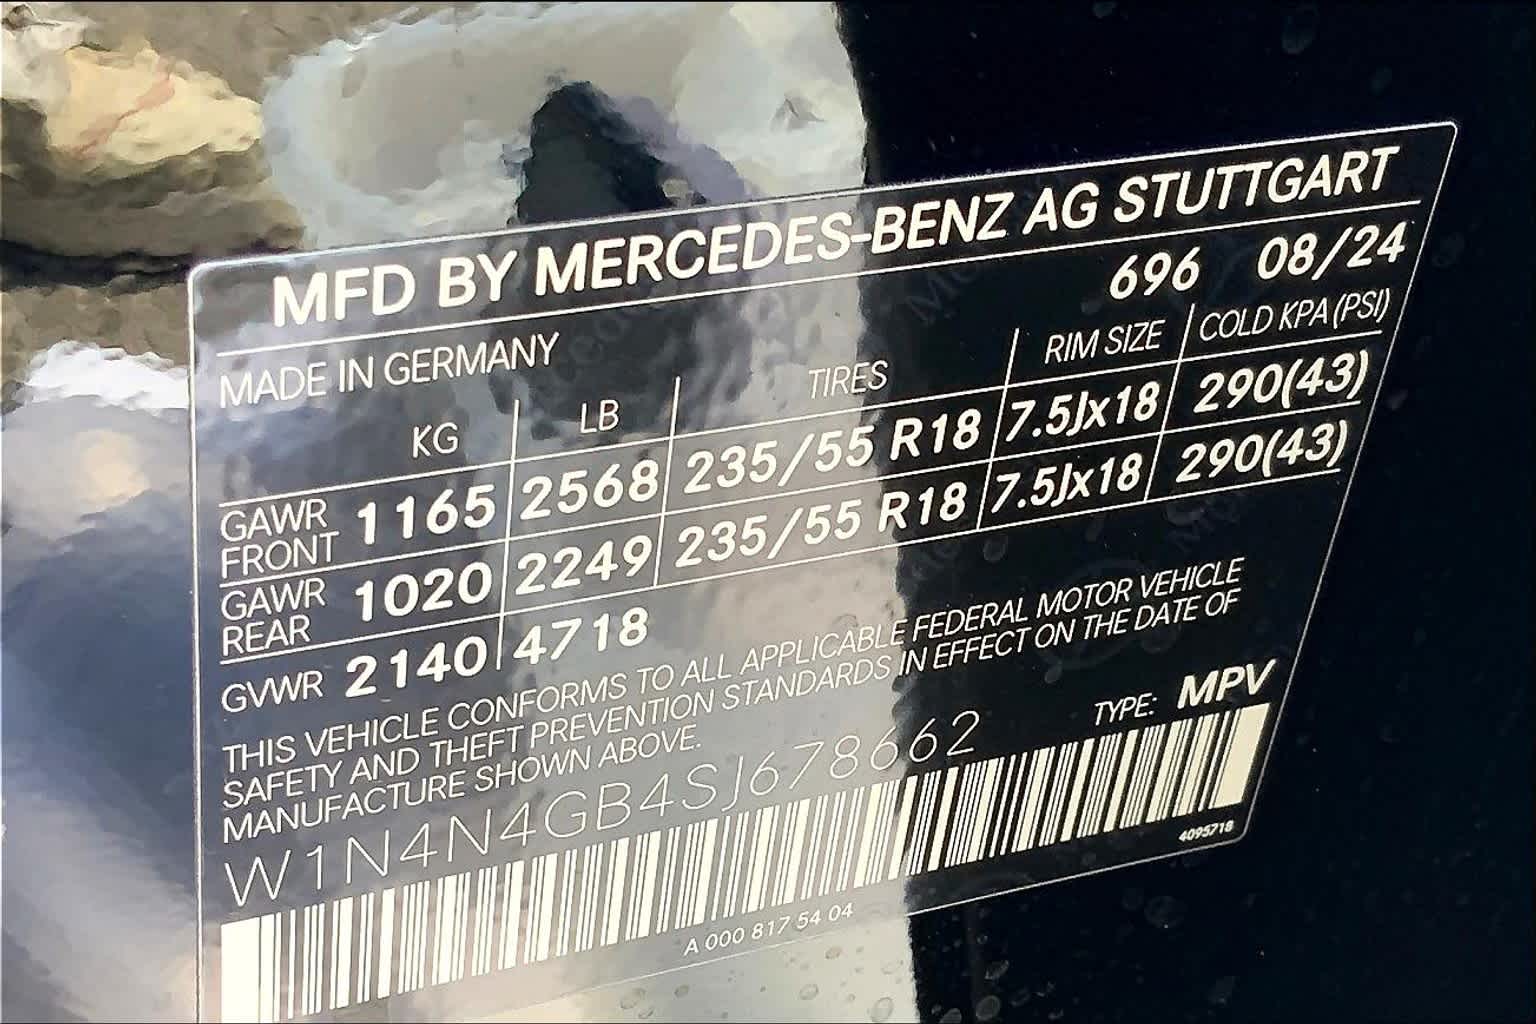 MFD BY MERCEDES-BENZ AG STUTTGART
MADE IN GERMANY 696 08/24
KG LB TIRES RIM SIZE COLD KPA (PSI)
GAWR FRONT 1165 2568 235/55 R18 7.5Jx18 290(43)
GAWR REAR 1020 2249 235/55 R18 7.5Jx18 290(43)
GVWR 2140 4718
THIS VEHICLE CONFORMS TO ALL APPLICABLE FEDERAL MOTOR VEHICLE
SAFETY AND THEFT PREVENTION STANDARDS IN EFFECT ON THE DATE OF
MANUFACTURE SHOWN ABOVE.
W1N4N4GB4SJ678662 TYPE: MPV
A 000 817 54 04 4095718